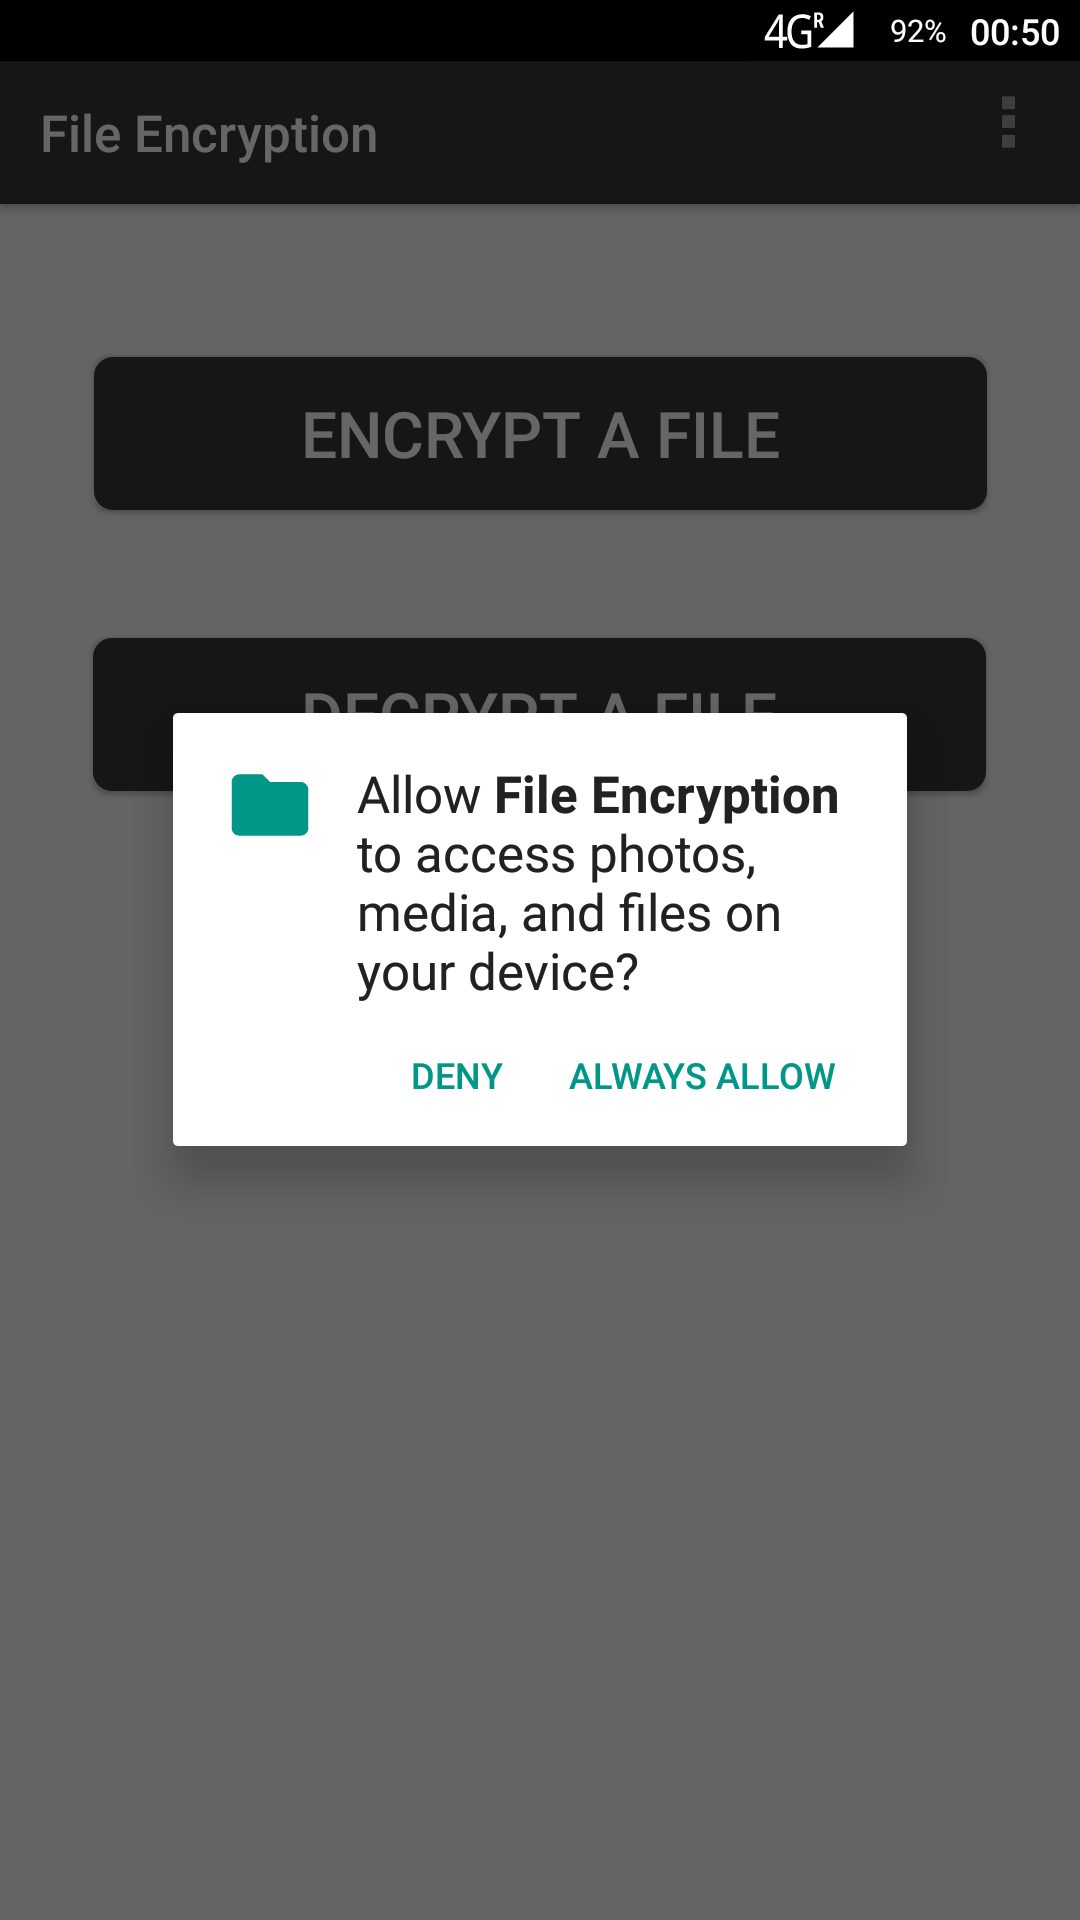 4G R 92% 00:50
File Encryption
ENCRYPT A FILE
DECRYPT A FILE
Allow File Encryption
to access photos,
media, and files on
your device?
DENY ALWAYS ALLOW